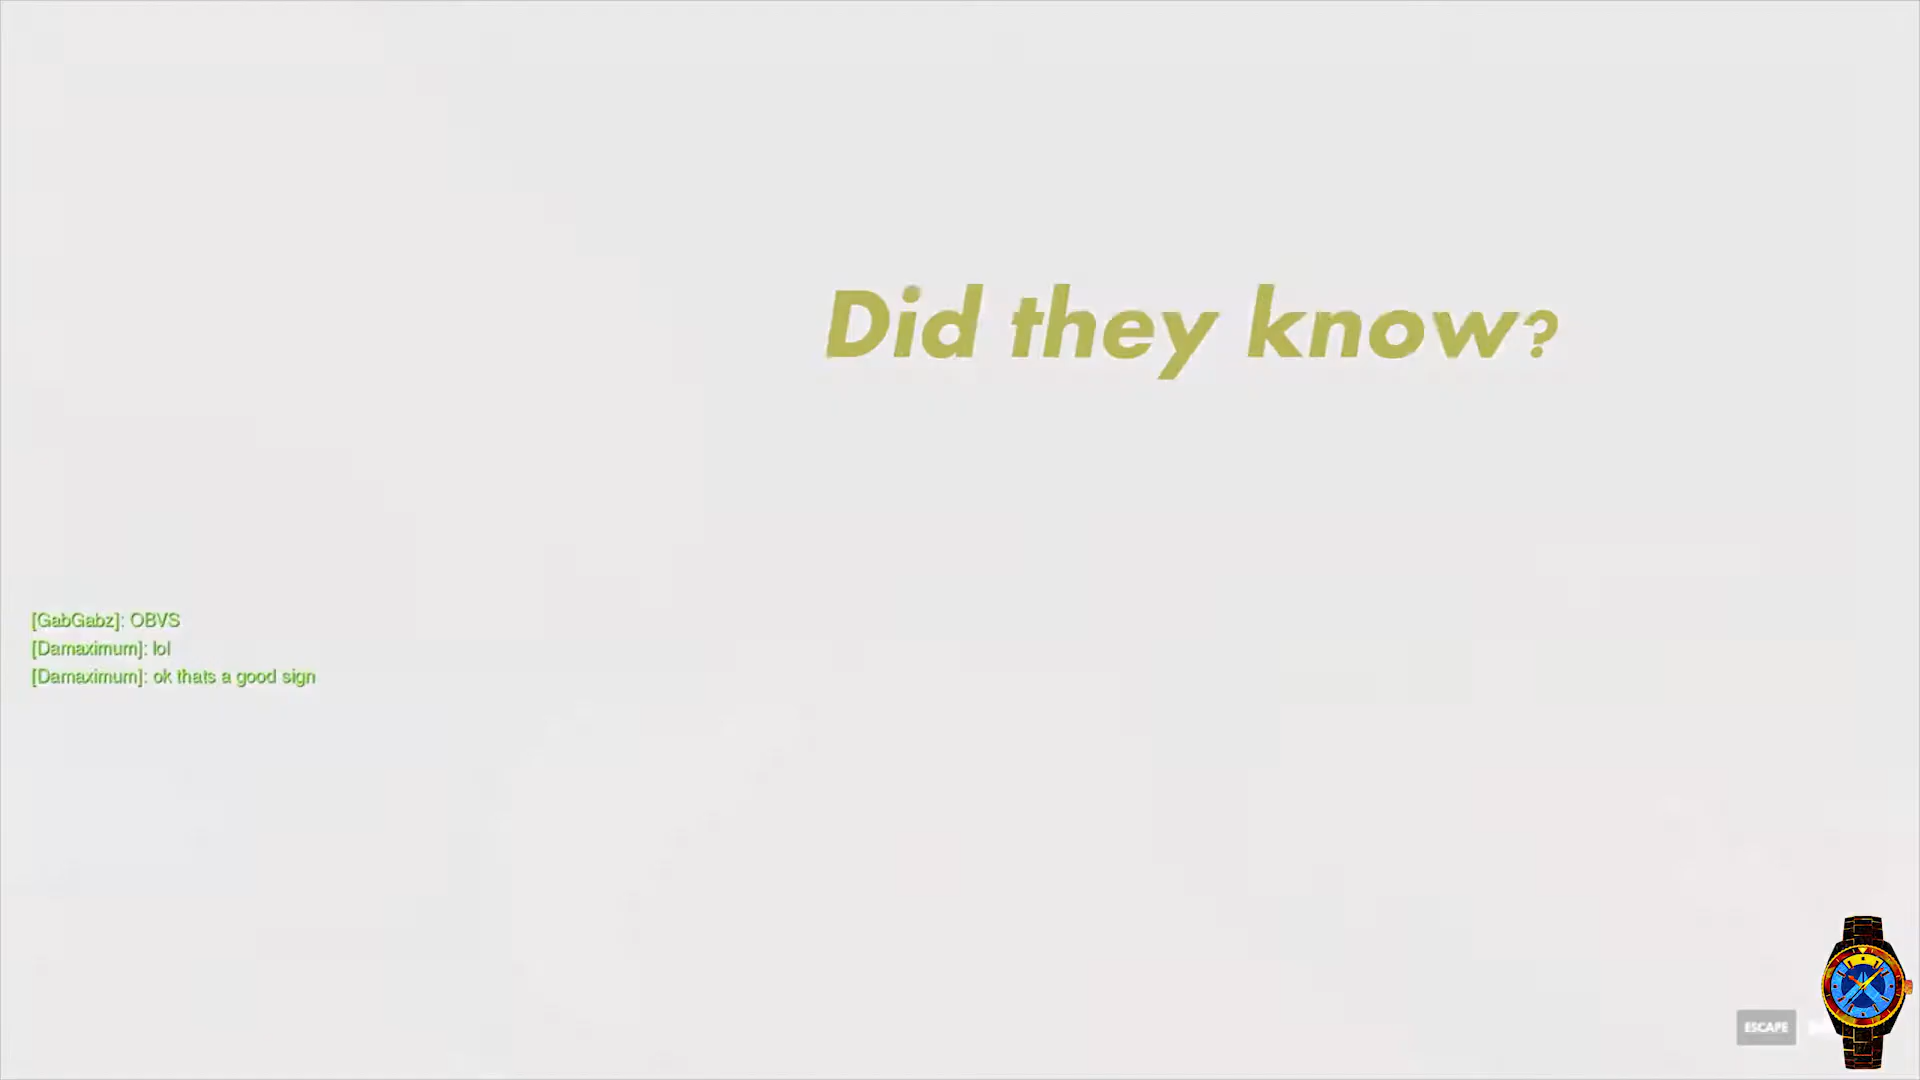 Did they know?
[GabGabz]: OBVS
[Damaximum]: lol
[Damaximum]: ok thats a good sign
ESCAPE